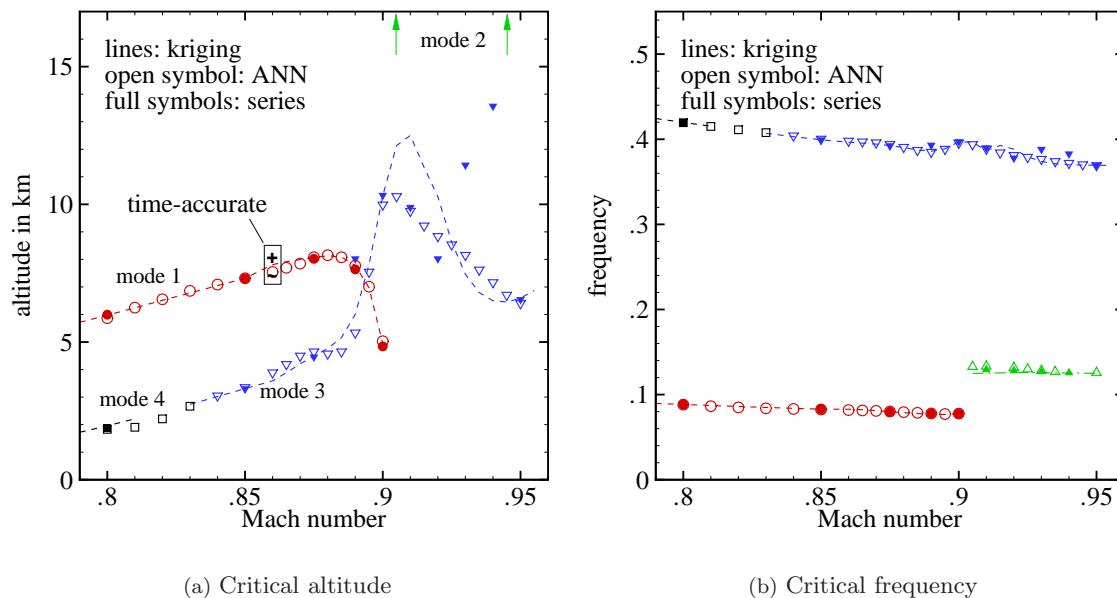 mode 2
lines: kriging
open symbol: ANN
full symbols: series
time-accurate
mode 1
mode 3
mode 4
altitude in km
15
10
5
0
.8
.85
.9
.95
Mach number
(a) Critical altitude
lines: kriging
open symbol: ANN
full symbols: series
frequency
.5
.4
.3
.2
0.1
0
.8
.85
.9
.95
Mach number
(b) Critical frequency